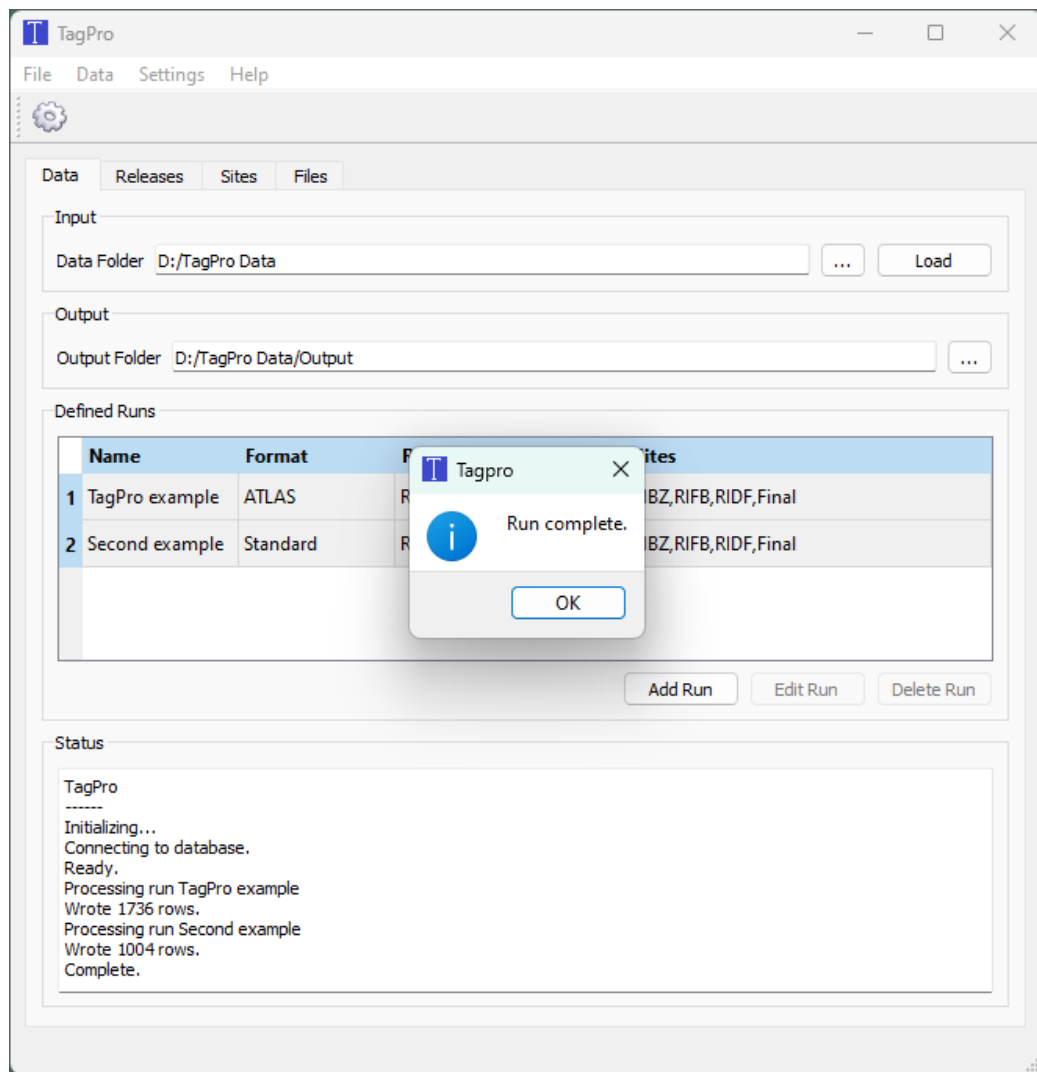 TagPro
File Data Settings Help
Data Releases Sites Files
Input
Data Folder D:/TagPro Data ... Load
Output
Output Folder D:/TagPro Data/Output ...
Defined Runs
Name Format
1 TagPro example ATLAS BZ,RIFB,RIDF,Final
2 Second example Standard BZ,RIFB,RIDF,Final
Tagpro
Run complete.
OK
Add Run Edit Run Delete Run
Status
TagPro
------
Initializing...
Connecting to database.
Ready.
Processing run TagPro example
Wrote 1736 rows.
Processing run Second example
Wrote 1004 rows.
Complete.